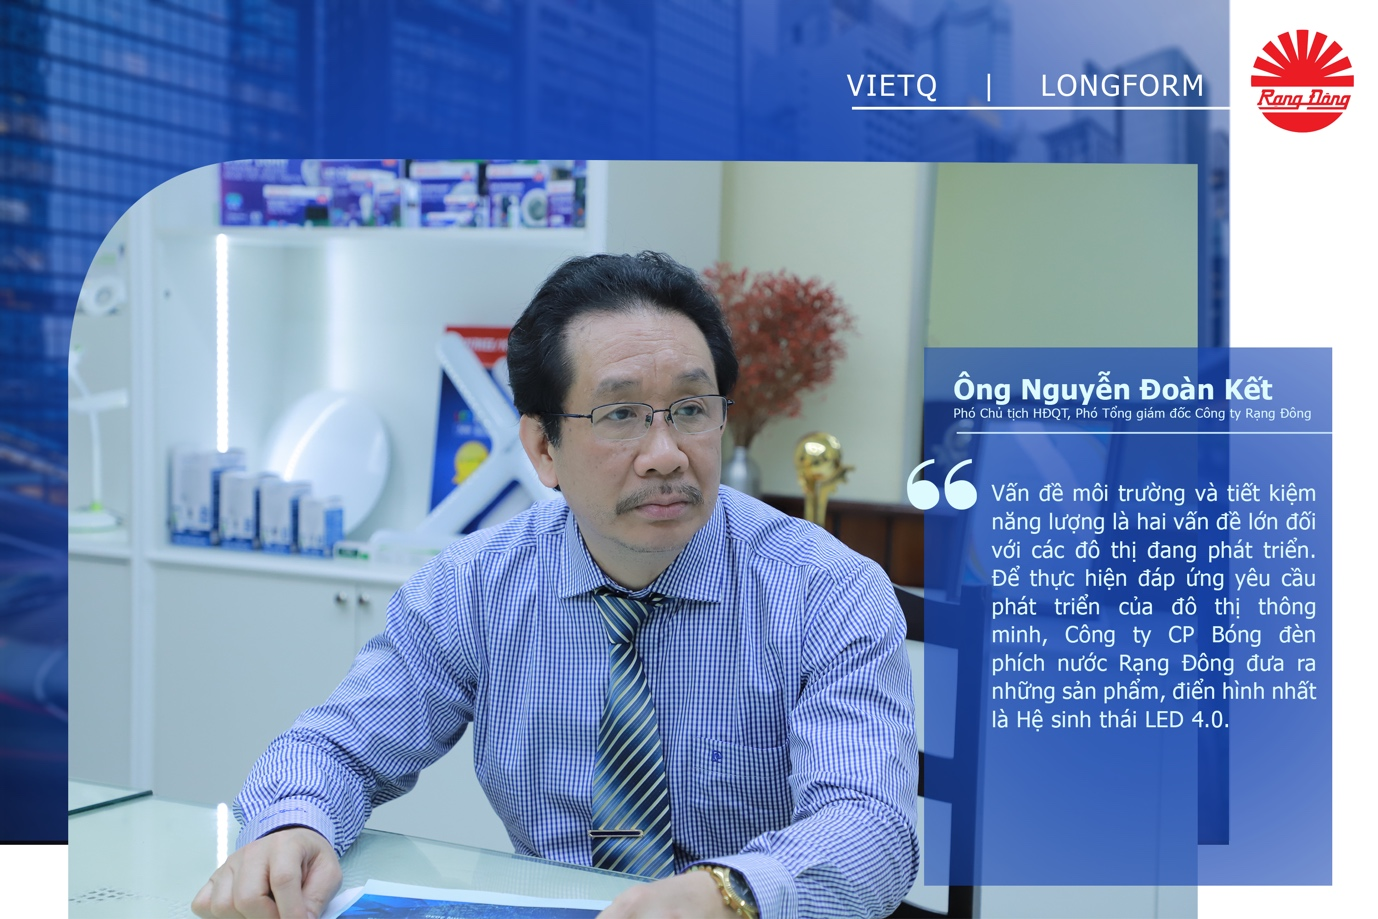 VIETQ | LONGFORM
Rạng Đông
Ông Nguyễn Đoàn Kết
Phó Chủ tịch HĐQT, Phó Tổng giám đốc Công ty Rạng Đông
Vấn đề môi trường và tiết kiệm
năng lượng là hai vấn đề lớn đối
với các đô thị đang phát triển.
Để thực hiện đáp ứng yêu cầu
phát triển của đô thị thông
minh, Công ty CP Bóng đèn
phích nước Rạng Đông đưa ra
những sản phẩm, điển hình nhất
là Hệ sinh thái LED 4.0.